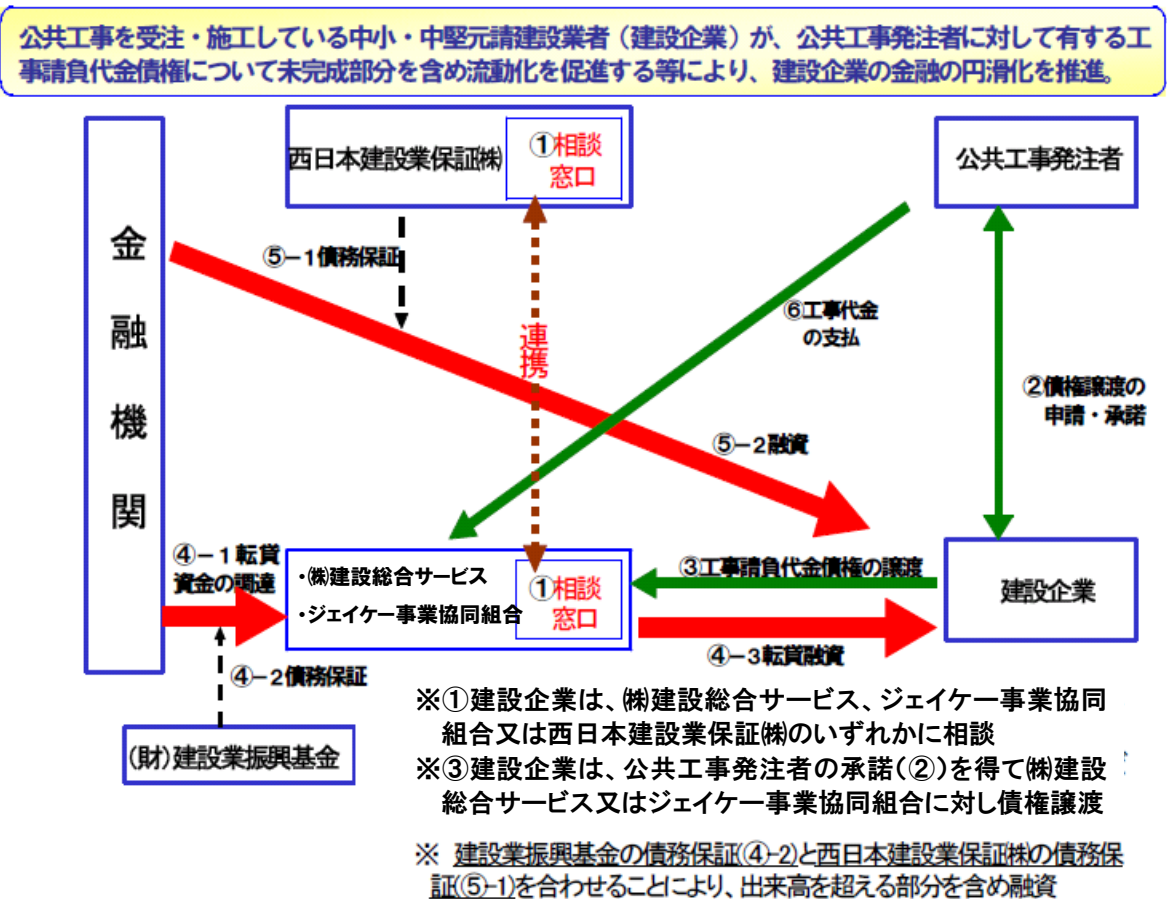 公共工事を受注・施工している中小・中堅元請建設業者（建設企業）が、公共工事発注者に対して有する工
事請負代金債権について未完成部分を含め流動化を促進する等により、建設企業の金融の円滑化を推進。
西日本建設業保証㈱
①相談
窓口
公共工事発注者
金融機関
⑤－１債務保証
⑥工事代金
の支払
連携
②債権譲渡の
申請・承諾
⑤－２融資
④－１転貸
資金の調達
・㈱建設総合サービス
・ジェイケー事業協同組合
①相談
窓口
③工事請負代金債権の譲渡
建設企業
④－３転貸融資
④－２債務保証
(財)建設業振興基金
※①建設企業は、㈱建設総合サービス、ジェイケー事業協同
組合又は西日本建設業保証㈱のいずれかに相談
※③建設企業は、公共工事発注者の承諾(②)を得て㈱建設
総合サービス又はジェイケー事業協同組合に対し債権譲渡
※ 建設業振興基金の債務保証(④-2)と西日本建設業保証㈱の債務保
証(⑤-1)を合わせることにより、出来高を超える部分を含め融資